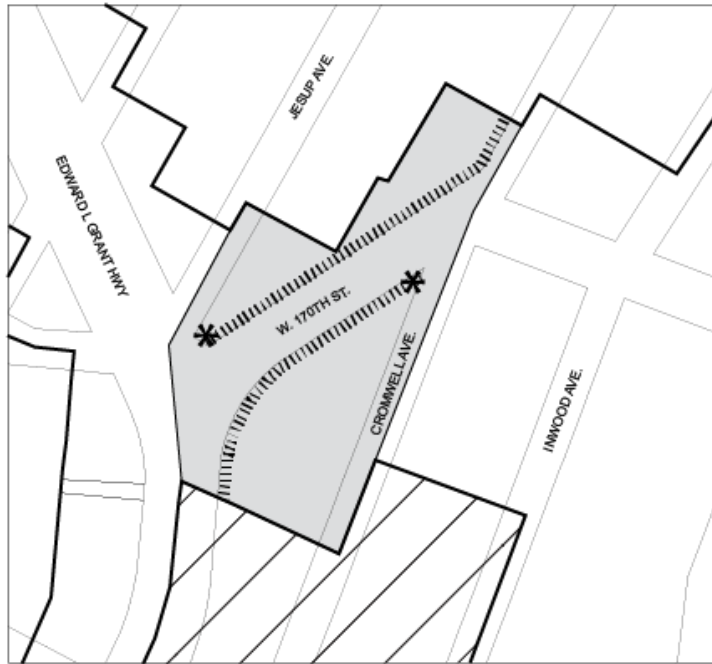 JESUP AVE.
EDWARD L GRANT HWY
W. 170TH ST.
CROMWELL AVE.
INWOOD AVE.